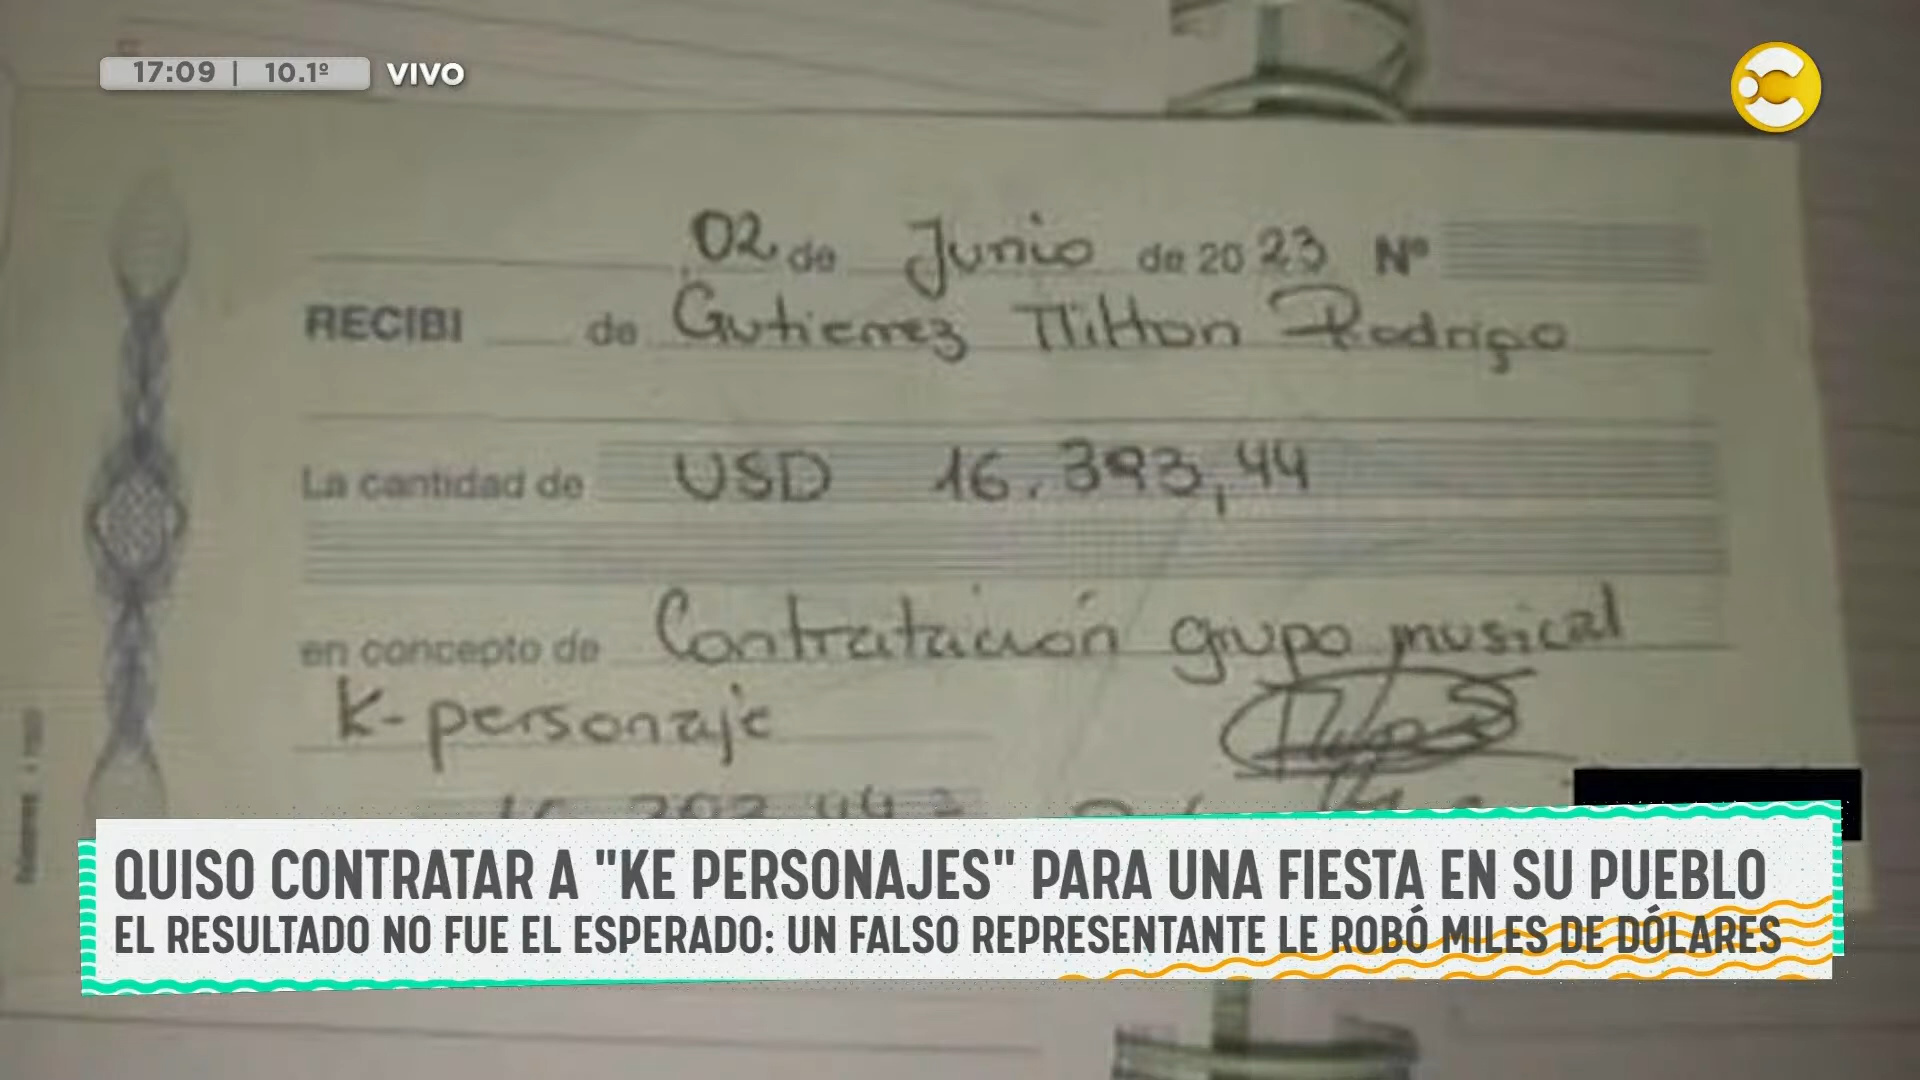 17:09 | 10.1º VIVO
02 de Junio de 2023 Nº
RECIBI de Gutierrez Milton Rodrigo
La cantidad de USD 16.393,44
en concepto de Contratación grupo musical
K-personaje
QUISO CONTRATAR A "KE PERSONAJES" PARA UNA FIESTA EN SU PUEBLO
EL RESULTADO NO FUE EL ESPERADO: UN FALSO REPRESENTANTE LE ROBÓ MILES DE DÓLARES